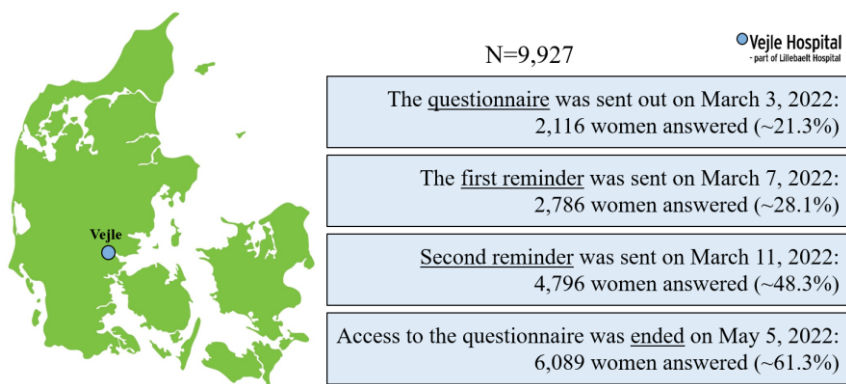 N=9,927
Vejle Hospital
- part of Lillebaelt Hospital
The questionnaire was sent out on March 3, 2022:
2,116 women answered (~21.3%)
The first reminder was sent on March 7, 2022:
2,786 women answered (~28.1%)
Vejle
Second reminder was sent on March 11, 2022:
4,796 women answered (~48.3%)
Access to the questionnaire was ended on May 5, 2022:
6,089 women answered (~61.3%)